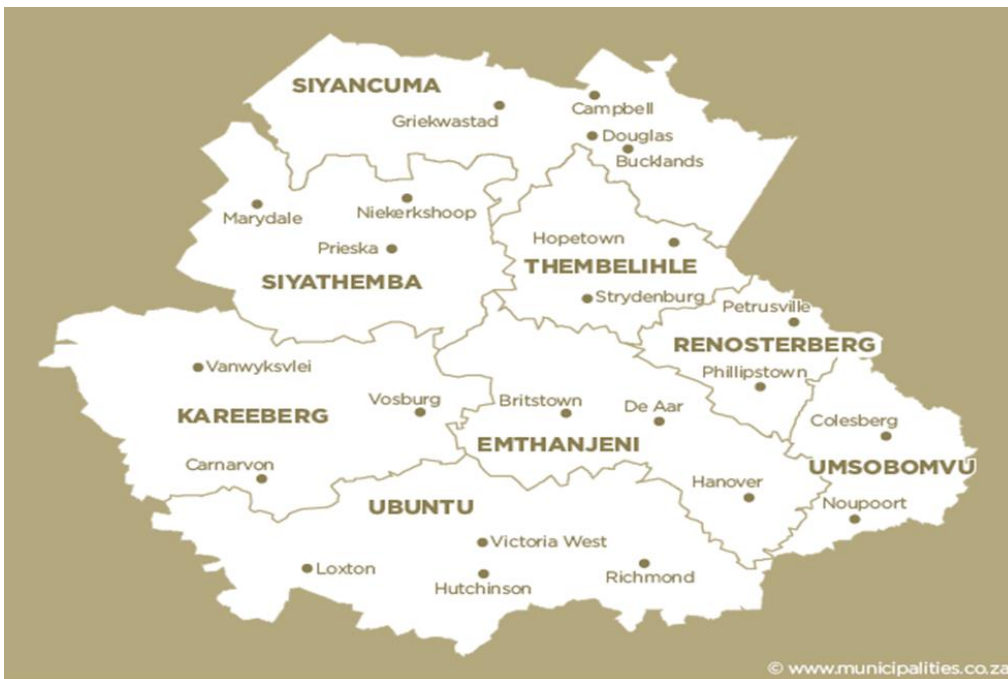 SIYANCUMA
Griekwastad
Campbell
Douglas
Bucklands
Marydale
Niekerkshoop
Prieska
SIYATHEMBA
Hopetown
THEMBELIHLE
Strydenburg
Petrusville
RENOSTERBERG
Phillipstown
Vanwyksvlei
Vosburg
KAREEBERG
Carnarvon
Britstown
De Aar
EMTHANJENI
Hanover
Colesberg
UMSOBOMVU
Noupoort
UBUNTU
Victoria West
Loxton
Hutchinson
Richmond
© www.municipalities.co.za